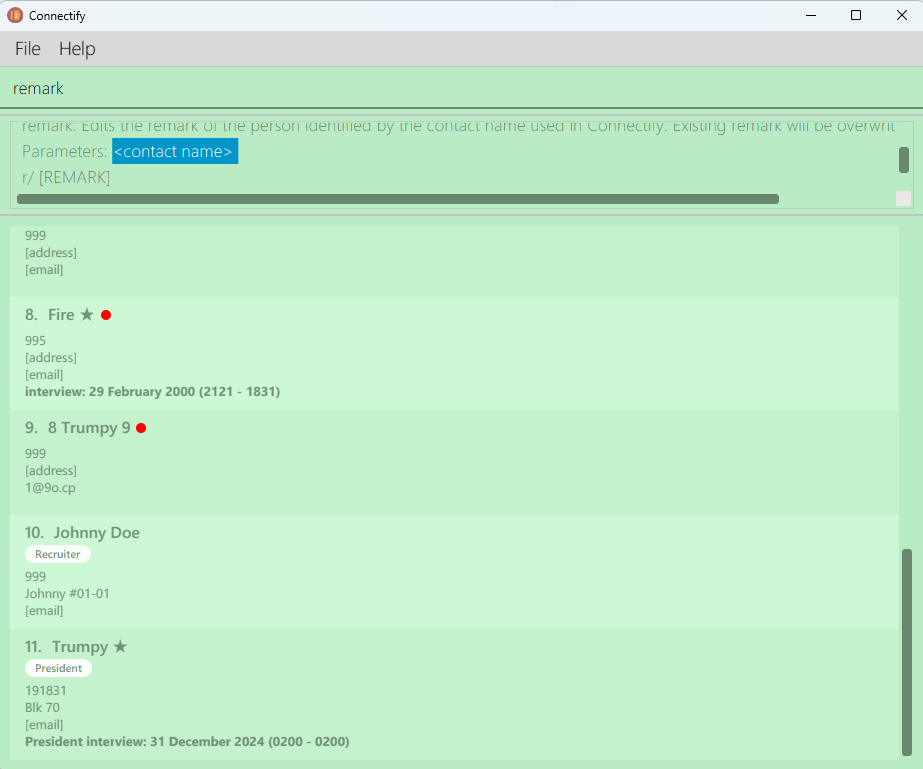 Connectify
File Help
remark
remark: Edits the remark of the person identified by the contact name used in Connectify. Existing remark will be overwrit
Parameters: <contact name>
r/ [REMARK]
999
[address]
[email]
8. Fire ★
995
[address]
[email]
interview: 29 February 2000 (2121 - 1831)
9. 8 Trumpy 9
999
[address]
1@9o.cp
10. Johnny Doe
Recruiter
999
Johnny #01-01
[email]
11. Trumpy ★
President
191831
Blk 70
[email]
President interview: 31 December 2024 (0200 - 0200)